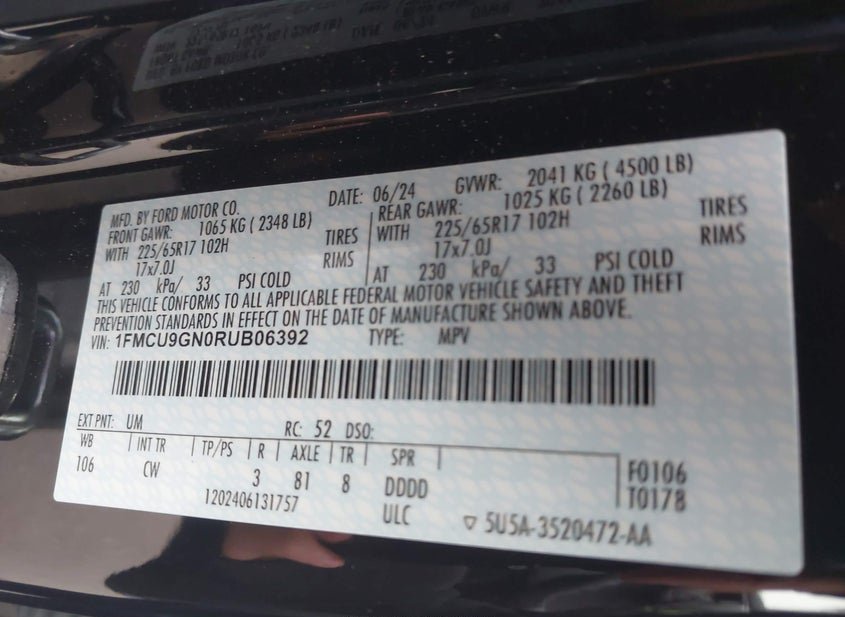 MFD. BY FORD MOTOR CO. DATE: 06/24 GVWR: 2041 KG ( 4500 LB)
FRONT GAWR: 1065 KG ( 2348 LB) REAR GAWR: 1025 KG ( 2260 LB)
WITH 225/65R17 102H TIRES WITH 225/65R17 102H TIRES
17x7.0J RIMS 17x7.0J RIMS
AT 230 kPa/ 33 PSI COLD AT 230 kPa/ 33 PSI COLD
THIS VEHICLE CONFORMS TO ALL APPLICABLE FEDERAL MOTOR VEHICLE SAFETY AND THEFT
PREVENTION STANDARDS IN EFFECT ON THE DATE OF MANUFACTURE SHOWN ABOVE.
VIN: 1FMCU9GN0RUB06392 TYPE: MPV
EXT PNT: UM RC: 52 DSO:
WB INT TR TP/PS R AXLE TR SPR
106 CW 3 81 8 DDDD F0106
1202406131757 ULC T0178
▽ 5U5A-3520472-AA